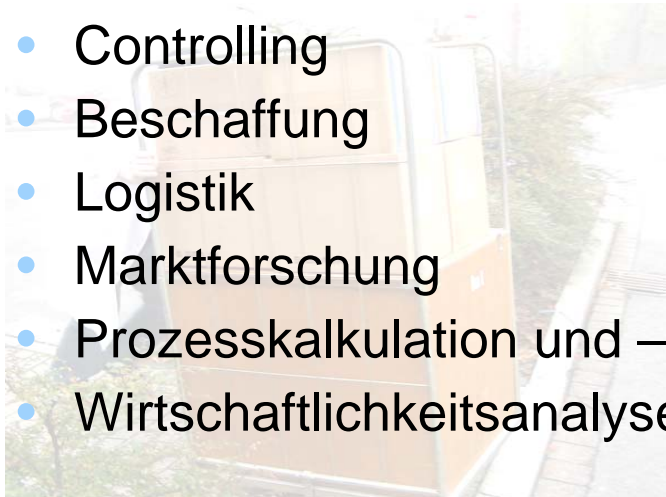 • Controlling
• Beschaffung
• Logistik
• Marktforschung
• Prozesskalkulation und –
• Wirtschaftlichkeitsanalyse